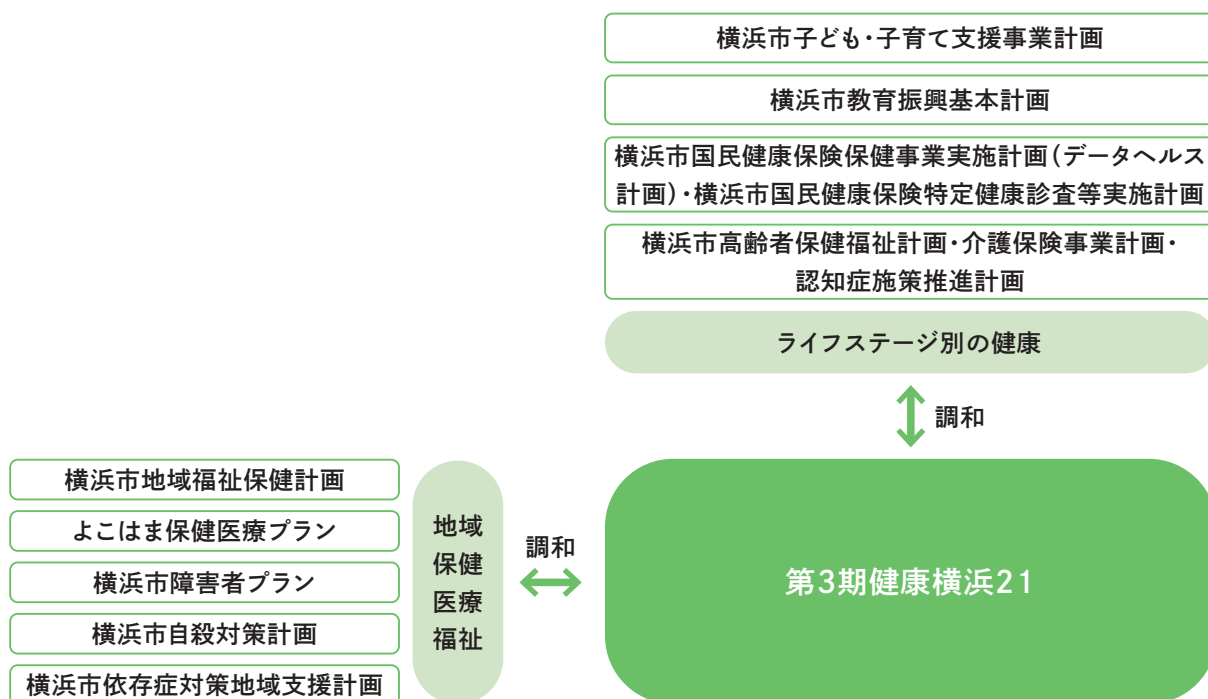 横浜市子ども・子育て支援事業計画
横浜市教育振興基本計画
横浜市国民健康保険保健事業実施計画(データヘルス
計画)・横浜市国民健康保険特定健康診査等実施計画
横浜市高齢者保健福祉計画・介護保険事業計画・
認知症施策推進計画
ライフステージ別の健康
調和
横浜市地域福祉保健計画
よこはま保健医療プラン
横浜市障害者プラン
横浜市自殺対策計画
横浜市依存症対策地域支援計画
地域
保健
医療
福祉
調和
第3期健康横浜21